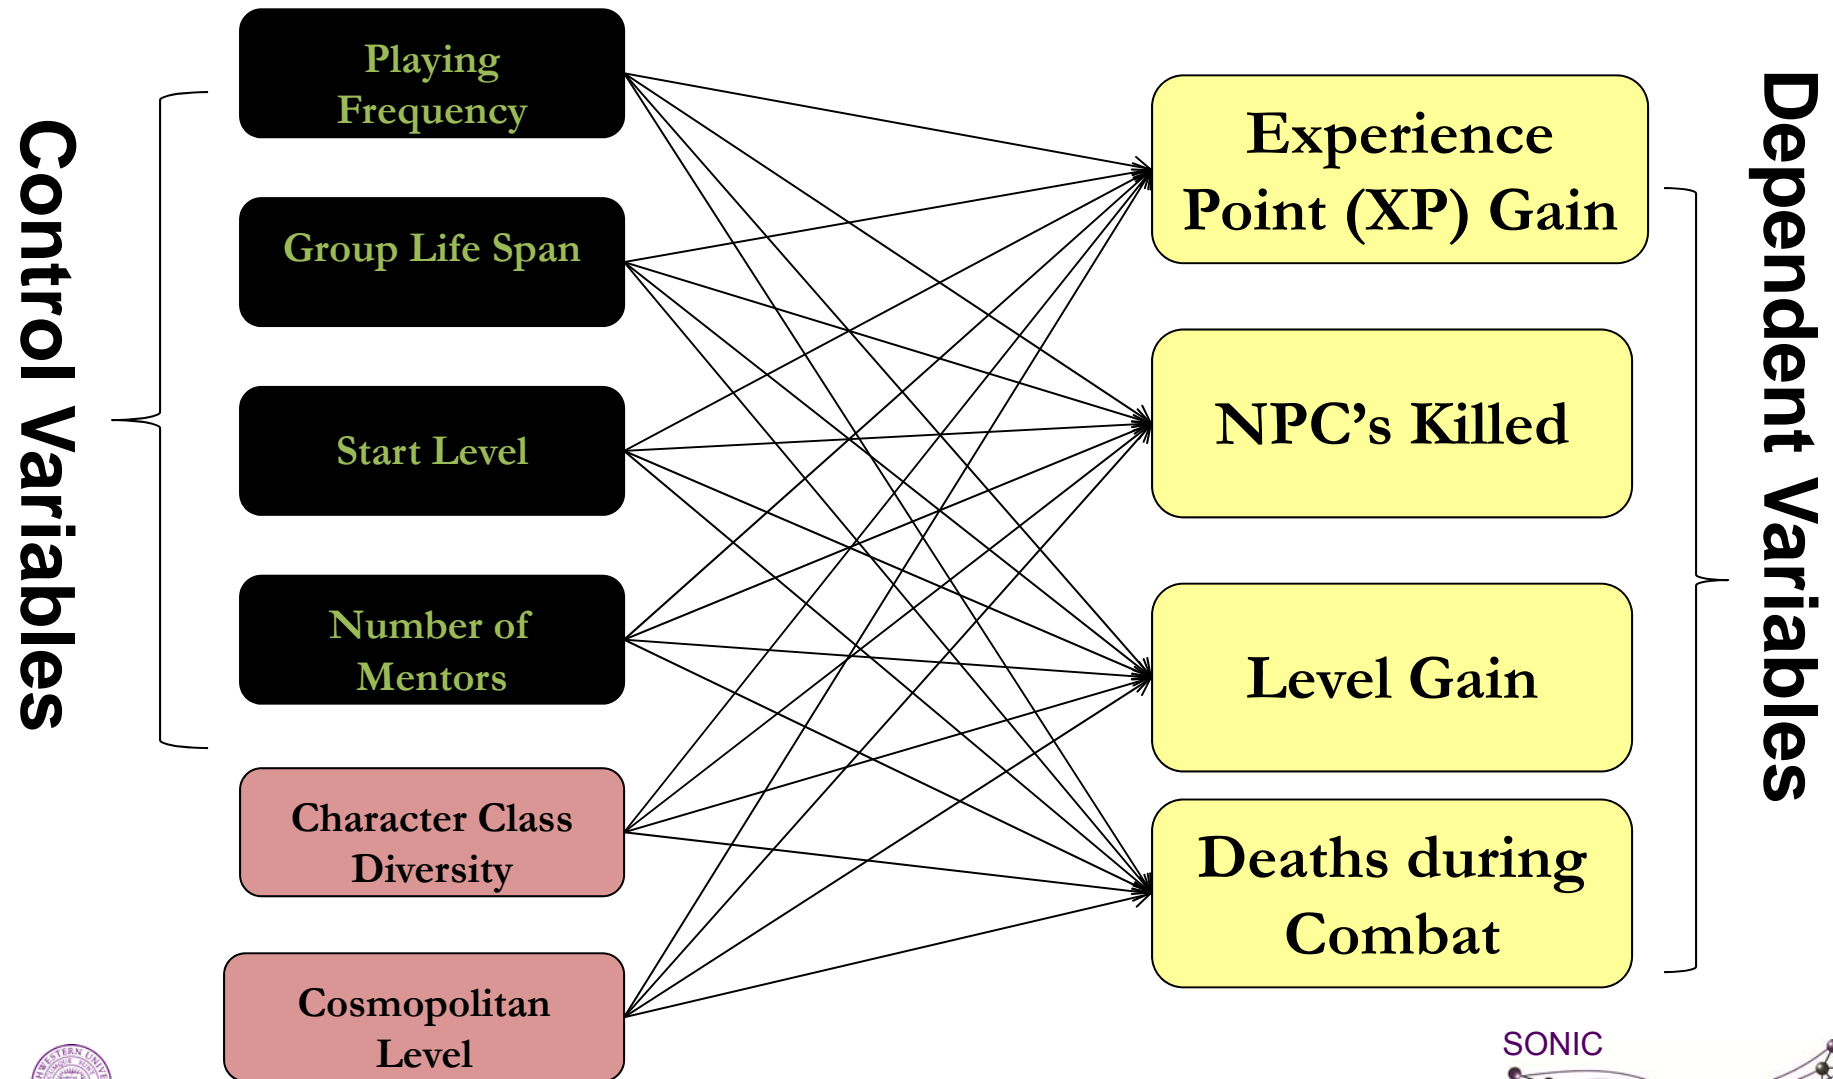 Control Variables
Playing
Frequency
Group Life Span
Start Level
Number of
Mentors
Character Class
Diversity
Cosmopolitan
Level
Experience
Point (XP) Gain
NPC’s Killed
Level Gain
Deaths during
Combat
Dependent Variables
SONIC